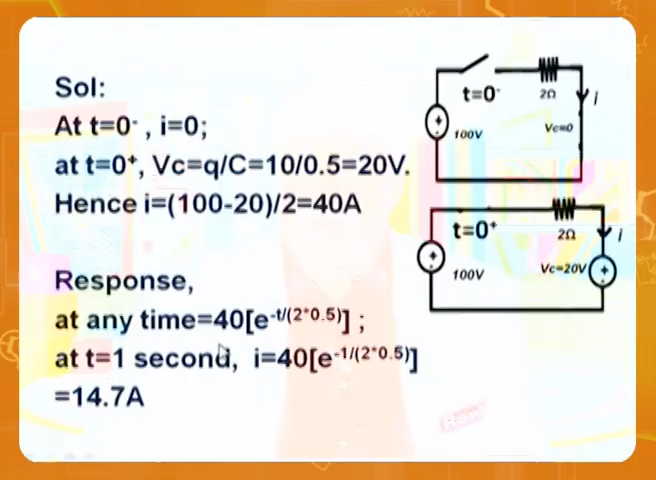 Sol:
At t=0⁻ , i=0;
at t=0⁺, Vc=q/C=10/0.5=20V.
Hence i=(100-20)/2=40A
Response,
at any time=40[e^-t/(2*0.5)] ;
at t=1 second, i=40[e^-1/(2*0.5)]
=14.7A
t=0⁻
2Ω
i
100V
Vc=0
t=0⁺
2Ω
i
100V
Vc=20V